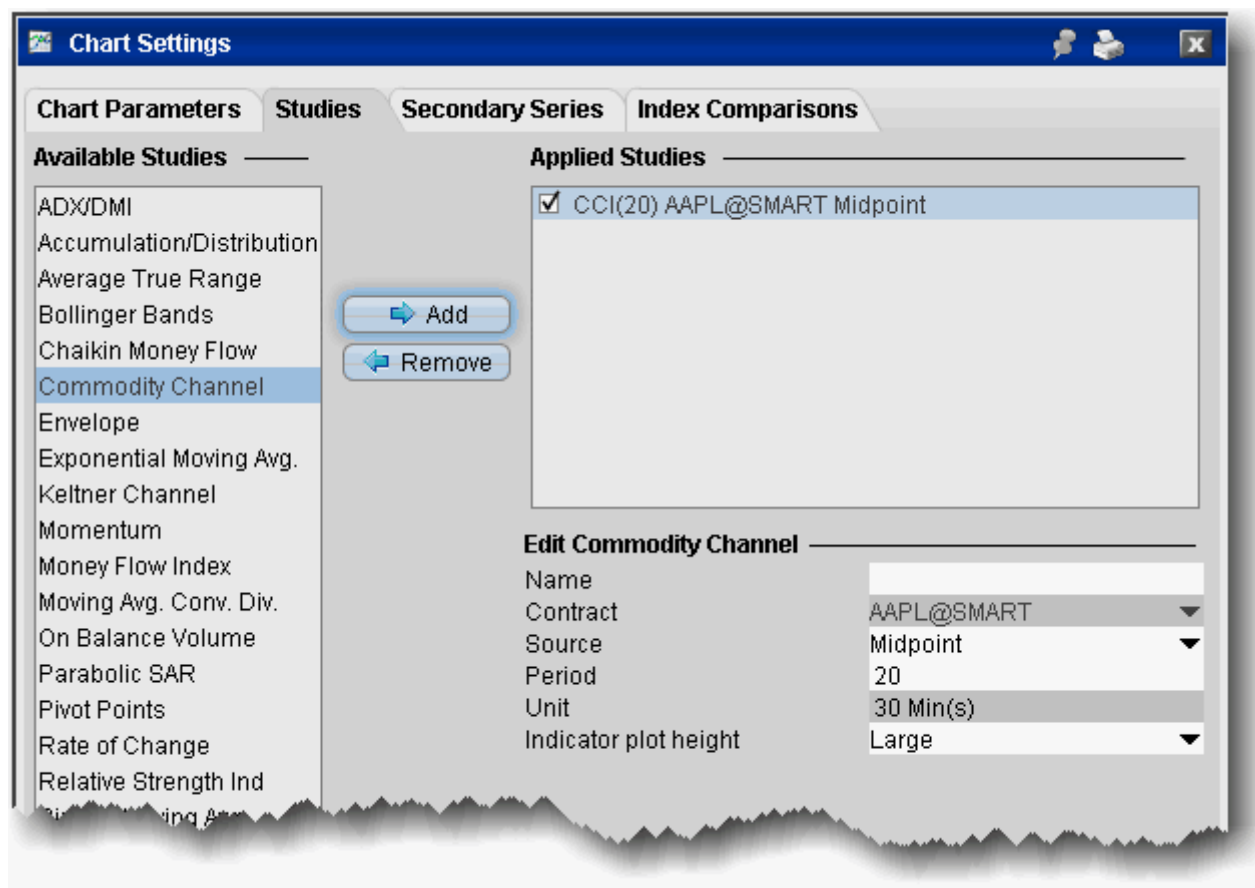 Chart Settings
Chart Parameters Studies Secondary Series Index Comparisons
Available Studies
ADX/DMI
Accumulation/Distribution
Average True Range
Bollinger Bands
Chaikin Money Flow
Commodity Channel
Envelope
Exponential Moving Avg.
Keltner Channel
Momentum
Money Flow Index
Moving Avg. Conv. Div.
On Balance Volume
Parabolic SAR
Pivot Points
Rate of Change
Relative Strength Ind
Add
Remove
Applied Studies
CCI(20) AAPL@SMART Midpoint
Edit Commodity Channel
Name
Contract AAPL@SMART
Source Midpoint
Period 20
Unit 30 Min(s)
Indicator plot height Large